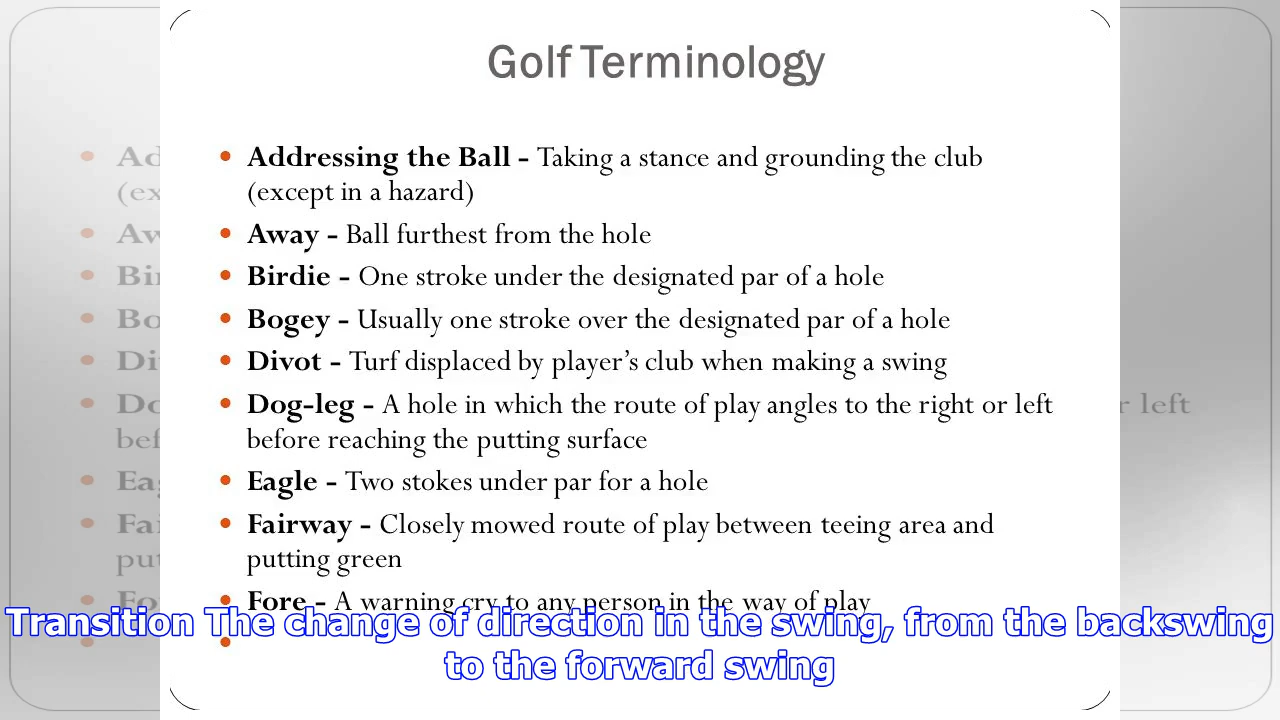 Golf Terminology
• Addressing the Ball - Taking a stance and grounding the club
(except in a hazard)
• Away - Ball furthest from the hole
• Birdie - One stroke under the designated par of a hole
• Bogey - Usually one stroke over the designated par of a hole
• Divot - Turf displaced by player’s club when making a swing
• Dog-leg - A hole in which the route of play angles to the right or left
before reaching the putting surface
• Eagle - Two stokes under par for a hole
• Fairway - Closely mowed route of play between teeing area and
putting green
• Fore - A warning cry to any person in the way of play
Transition The change of direction in the swing, from the backswing
to the forward swing